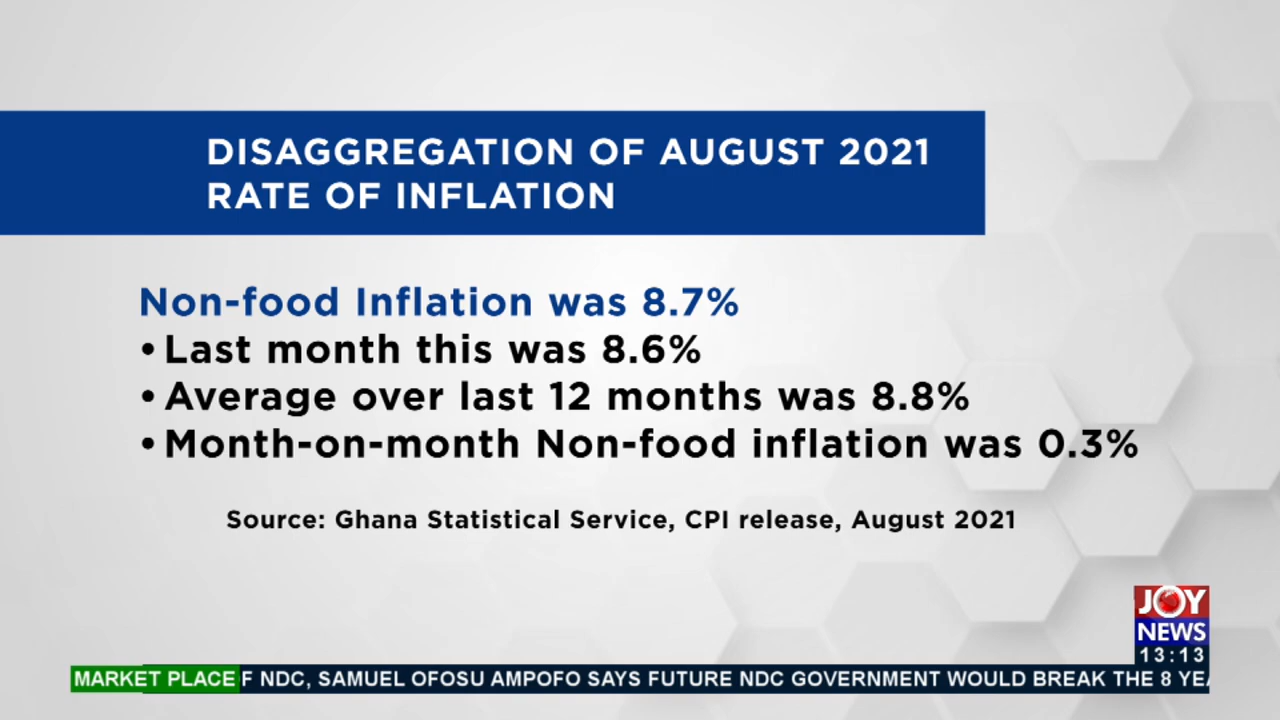 DISAGGREGATION OF AUGUST 2021
RATE OF INFLATION
Non-food Inflation was 8.7%
• Last month this was 8.6%
• Average over last 12 months was 8.8%
• Month-on-month Non-food inflation was 0.3%
Source: Ghana Statistical Service, CPI release, August 2021
JOY
NEWS
13:13
MARKET PLACE F NDC, SAMUEL OFOSU AMPOFO SAYS FUTURE NDC GOVERNMENT WOULD BREAK THE 8 YEA